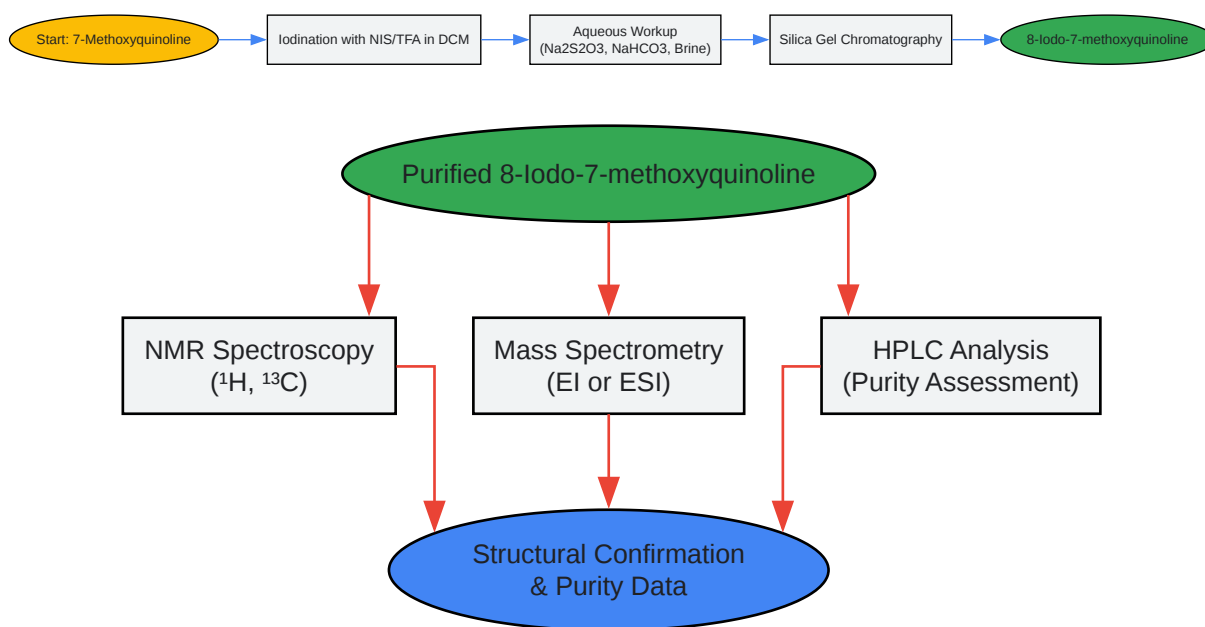 Start: 7-Methoxyquinoline
Iodination with NIS/TFA in DCM
Aqueous Workup
(Na2S2O3, NaHCO3, Brine)
Silica Gel Chromatography
8-Iodo-7-methoxyquinoline
Purified 8-Iodo-7-methoxyquinoline
NMR Spectroscopy
(¹H, ¹³C)
Mass Spectrometry
(EI or ESI)
HPLC Analysis
(Purity Assessment)
Structural Confirmation
& Purity Data